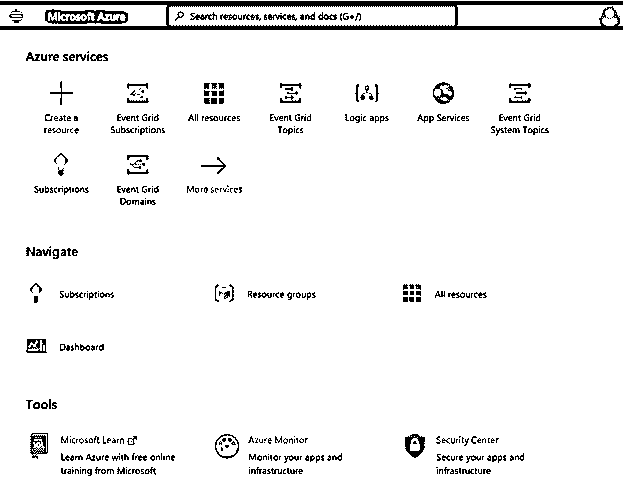 Microsoft Azure
Search resources, services, and docs (G+/)
Azure services
Create a
resource
Event Grid
Subscriptions
All resources
Event Grid
Topics
Logic apps
App Services
Event Grid
System Topics
Subscriptions
Event Grid
Domains
More services
Navigate
Subscriptions
Resource groups
All resources
Dashboard
Tools
Microsoft Learn
Learn Azure with free online
training from Microsoft
Azure Monitor
Monitor your apps and
infrastructure
Security Center
Secure your apps and
infrastructure